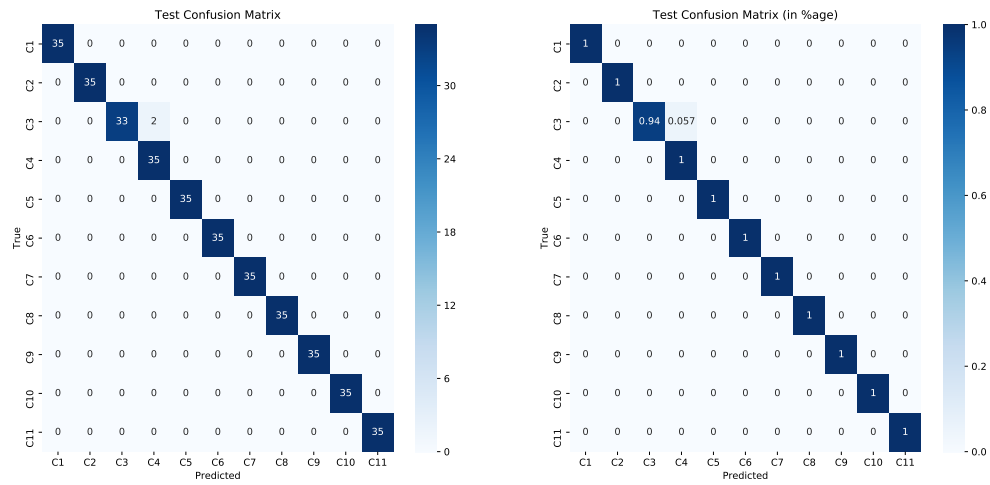 Test Confusion Matrix
C1 35 0 0 0 0 0 0 0 0 0 0
C2 0 35 0 0 0 0 0 0 0 0 0
C3 0 0 33 2 0 0 0 0 0 0 0
C4 0 0 0 35 0 0 0 0 0 0 0
C5 0 0 0 0 35 0 0 0 0 0 0
C6 0 0 0 0 0 35 0 0 0 0 0
C7 0 0 0 0 0 0 35 0 0 0 0
C8 0 0 0 0 0 0 0 35 0 0 0
C9 0 0 0 0 0 0 0 0 35 0 0
C10 0 0 0 0 0 0 0 0 0 35 0
C11 0 0 0 0 0 0 0 0 0 0 35
C1 C2 C3 C4 C5 C6 C7 C8 C9 C10 C11
Predicted
True
30
24
18
12
6
0
Test Confusion Matrix (in %age)
C1 1 0 0 0 0 0 0 0 0 0 0
C2 0 1 0 0 0 0 0 0 0 0 0
C3 0 0 0.94 0.057 0 0 0 0 0 0 0
C4 0 0 0 1 0 0 0 0 0 0 0
C5 0 0 0 0 1 0 0 0 0 0 0
C6 0 0 0 0 0 1 0 0 0 0 0
C7 0 0 0 0 0 0 1 0 0 0 0
C8 0 0 0 0 0 0 0 1 0 0 0
C9 0 0 0 0 0 0 0 0 1 0 0
C10 0 0 0 0 0 0 0 0 0 1 0
C11 0 0 0 0 0 0 0 0 0 0 1
C1 C2 C3 C4 C5 C6 C7 C8 C9 C10 C11
Predicted
True
1.0
0.8
0.6
0.4
0.2
0.0